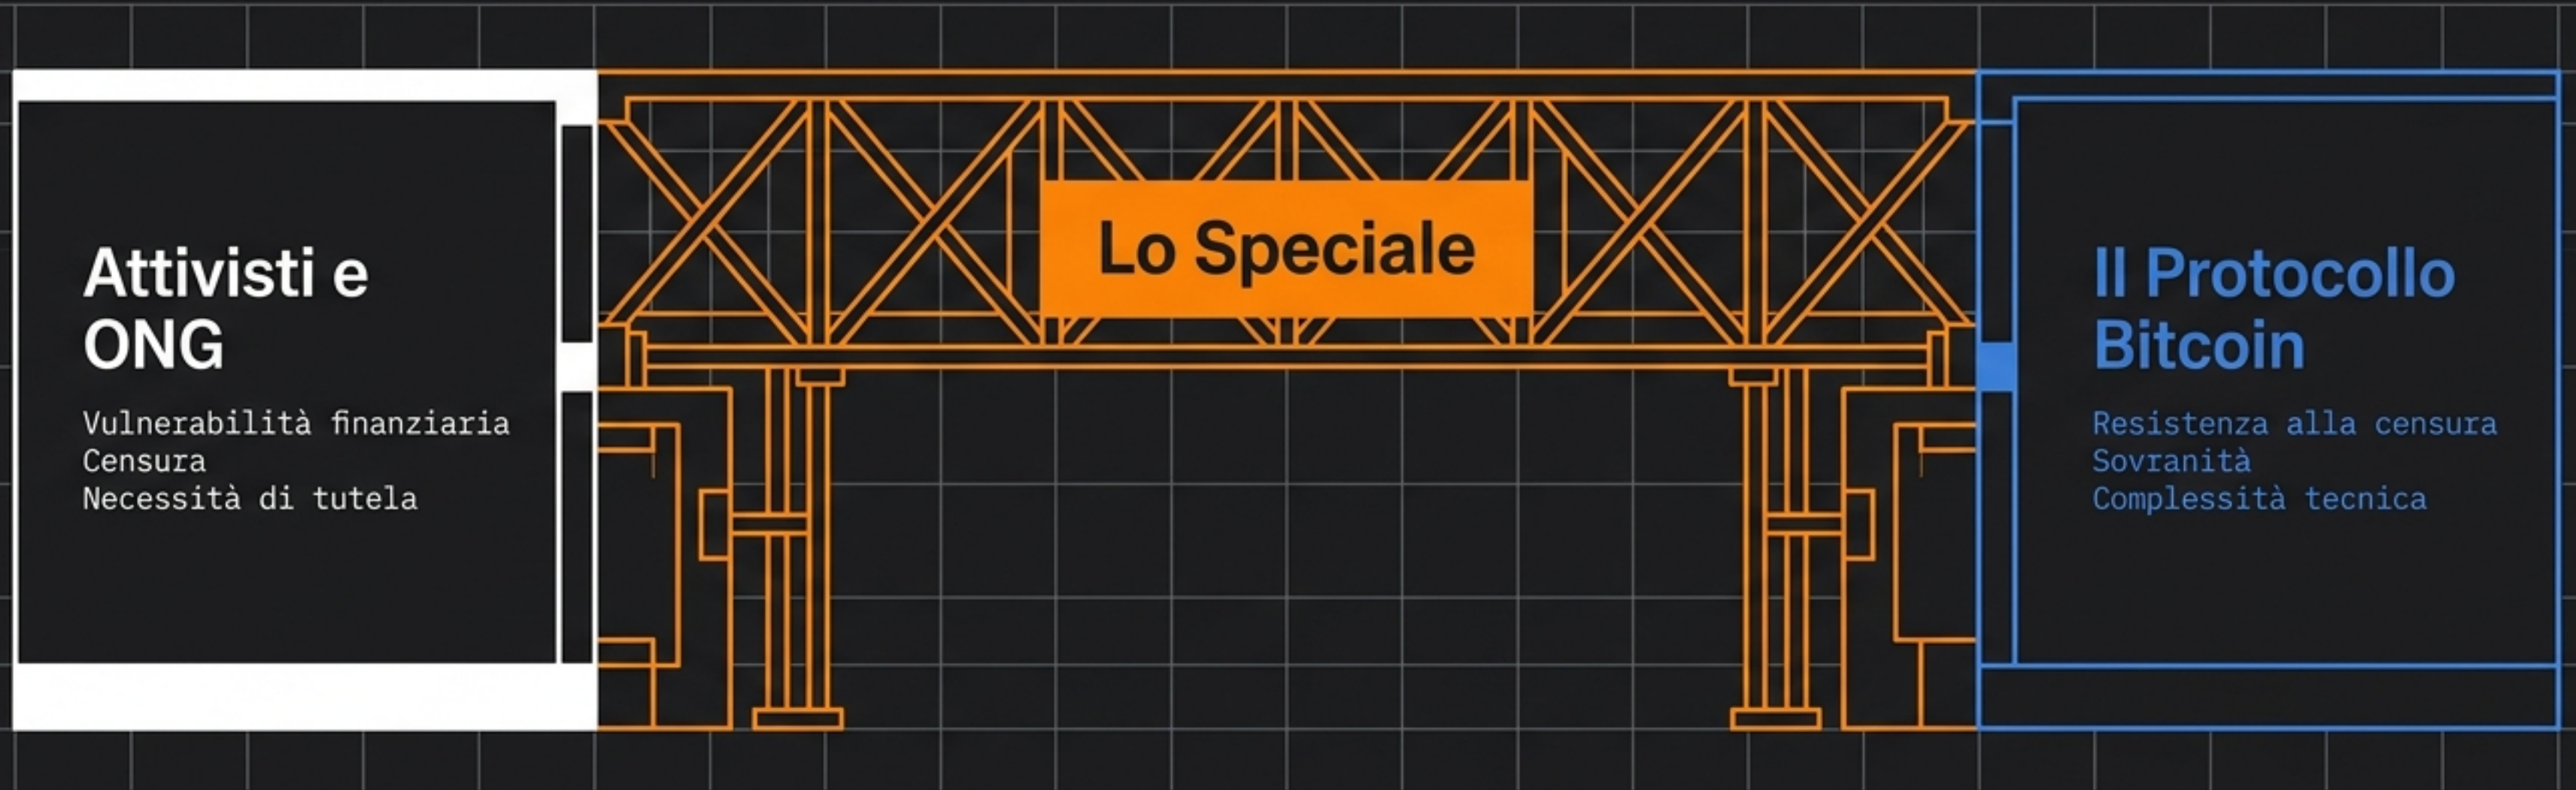 Attivisti e
ONG
Vulnerabilità finanziaria
Censura
Necessità di tutela
Lo Speciale
Il Protocollo
Bitcoin
Resistenza alla censura
Sovranità
Complessità tecnica